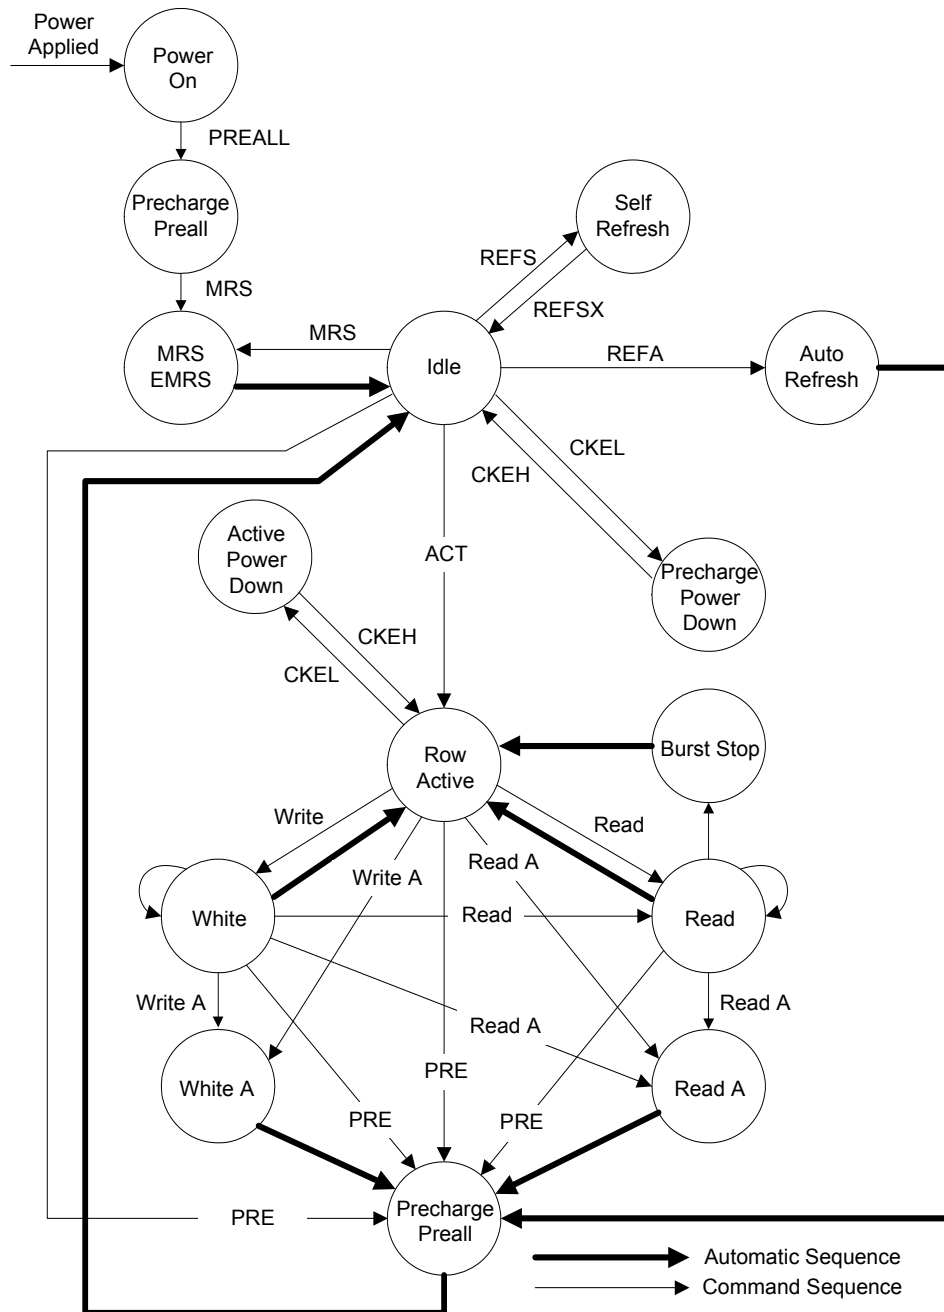 Power
Applied
Power
On
PREALL
Precharge
Preall
Self
Refresh
REFS
MRS
REFSX
MRS
MRS
EMRS
Idle
REFA
Auto
Refresh
CKEL
CKEH
Active
Power
Down
ACT
Precharge
Power
Down
CKEH
CKEL
Row
Active
Burst Stop
Write
Read
Write A
Read A
White
Read
Read
Write A
Read A
Read A
White A
PRE
Read A
PRE
PRE
Precharge
Preall
PRE
Automatic Sequence
Command Sequence